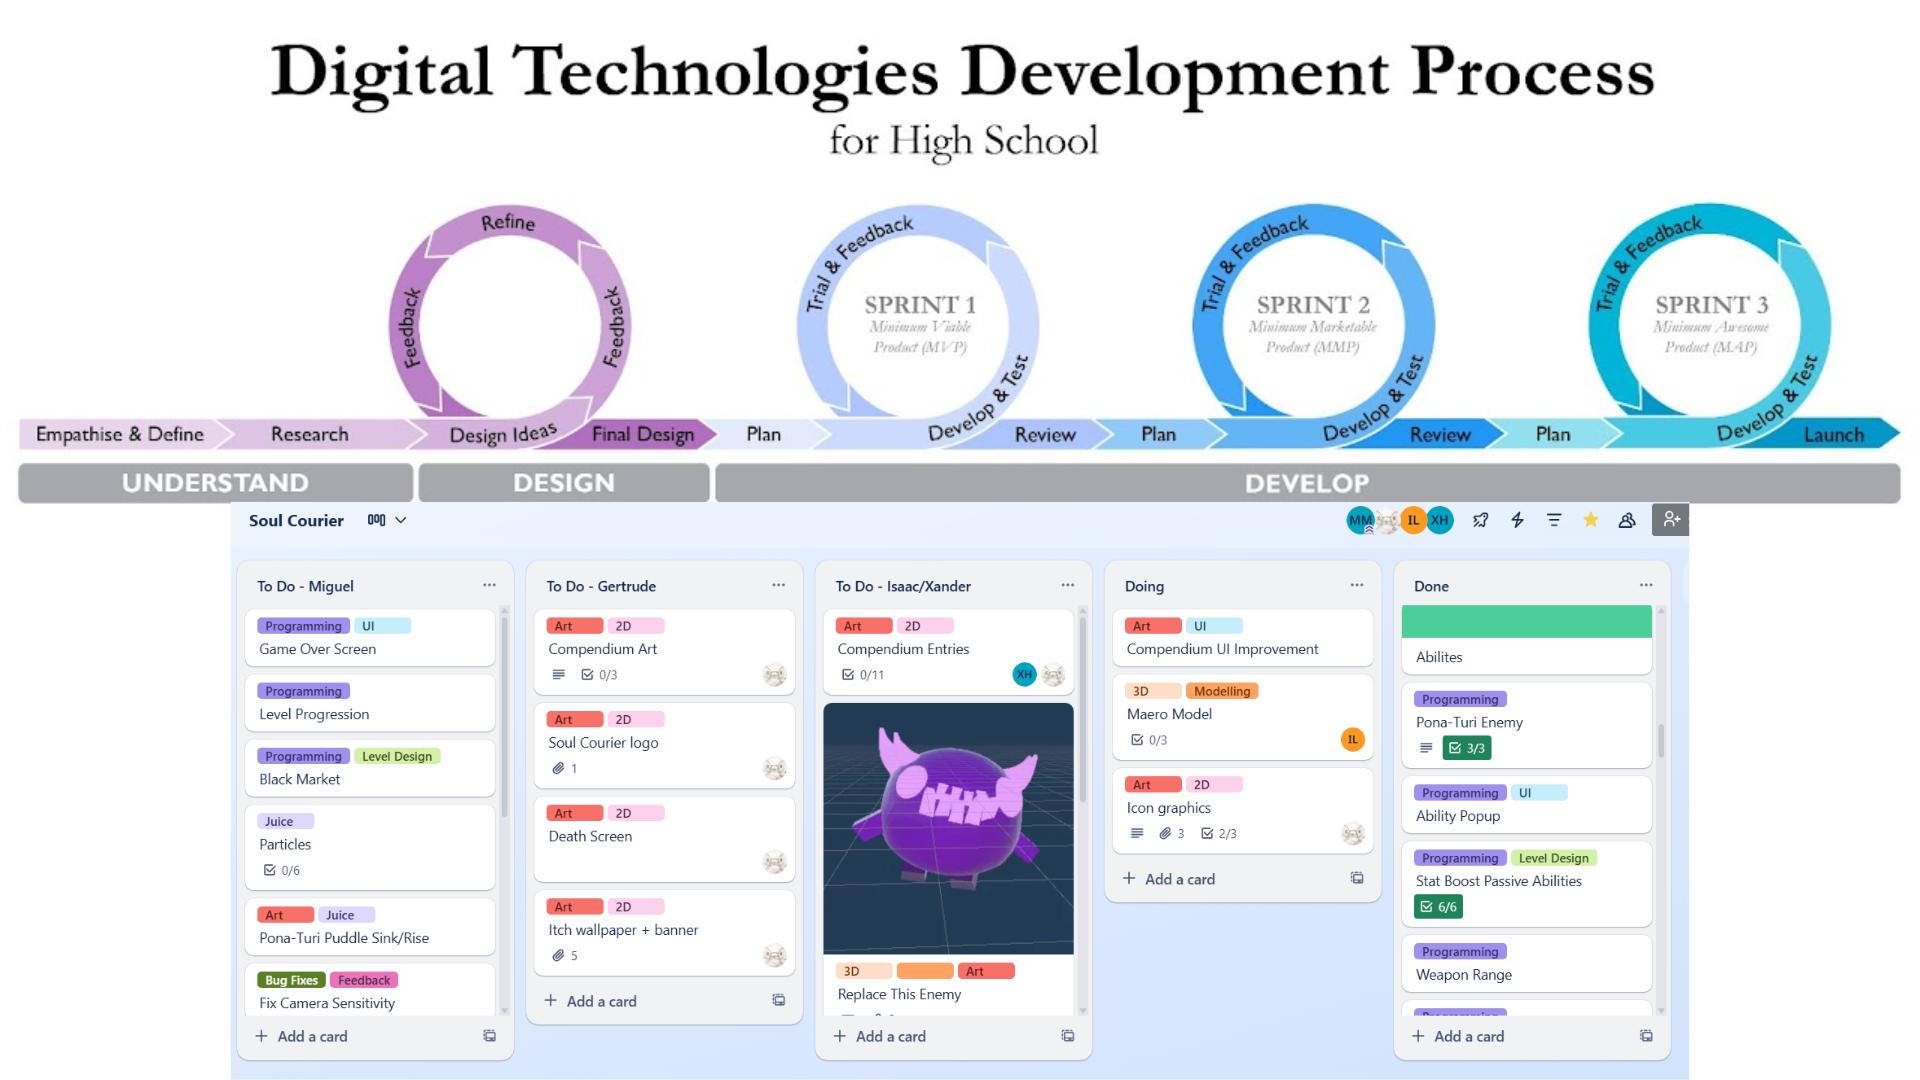 Digital Technologies Development Process
for High School
Refine
Feedback
Feedback
Trial & Feedback
SPRINT 1
Minimum Viable
Product (MVP)
Develop & Test
Trial & Feedback
SPRINT 2
Minimum Marketable
Product (MMP)
Develop & Test
Trial & Feedback
SPRINT 3
Minimum Awesome
Product (MAP)
Develop & Test
Empathise & Define
Research
Design Ideas
Final Design
Plan
Review
Plan
Review
Plan
Launch
UNDERSTAND
DESIGN
DEVELOP
Soul Courier
MM
IL
XH
To Do - Miguel
Programming UI
Game Over Screen
Programming
Level Progression
Programming Level Design
Black Market
Juice
Particles
0/6
Art Juice
Pona-Turi Puddle Sink/Rise
Bug Fixes Feedback
Fix Camera Sensitivity
+ Add a card
To Do - Gertrude
Art 2D
Compendium Art
0/3
Art 2D
Soul Courier logo
1
Art 2D
Death Screen
Art 2D
Itch wallpaper + banner
5
+ Add a card
To Do - Isaac/Xander
Art 2D
Compendium Entries
0/11
XH
3D Art
Replace This Enemy
+ Add a card
Doing
Art UI
Compendium UI Improvement
3D Modelling
Maero Model
0/3
IL
Art 2D
Icon graphics
3 2/3
+ Add a card
Done
Abilites
Programming
Pona-Turi Enemy
3/3
Programming UI
Ability Popup
Programming Level Design
Stat Boost Passive Abilities
6/6
Programming
Weapon Range
Programming
+ Add a card